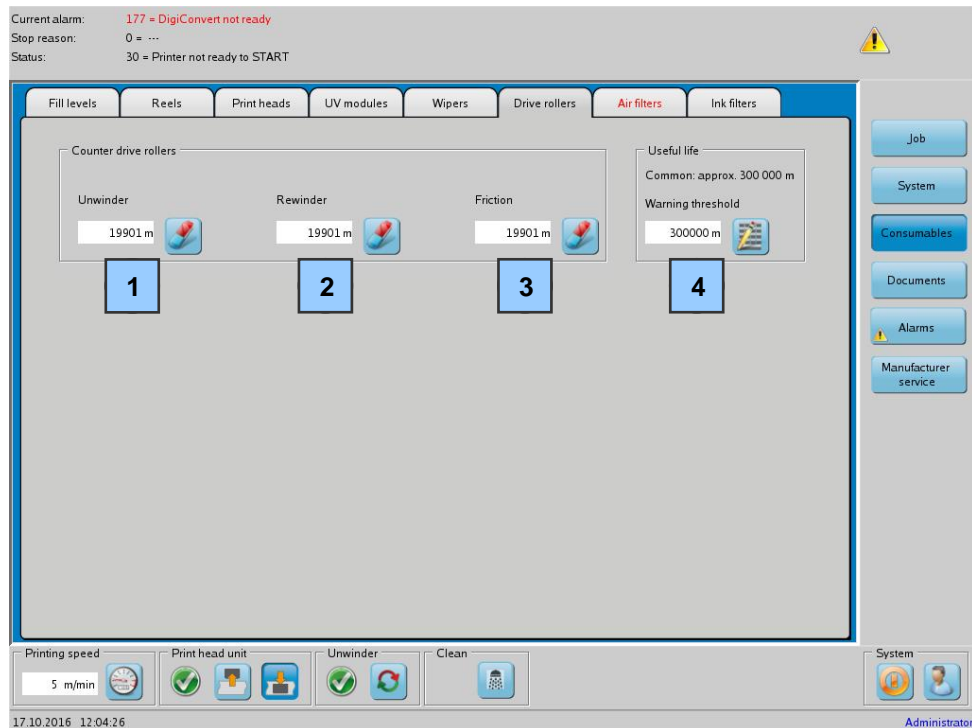 Current alarm: 177 = DigiConvert not ready
Stop reason: 0 = ---
Status: 30 = Printer not ready to START
Fill levels Reels Print heads UV modules Wipers Drive rollers Air filters Ink filters
Counter drive rollers
Unwinder Rewinder Friction
19901 m 19901 m 19901 m
1 2 3
Useful life
Common: approx. 300 000 m
Warning threshold
300000 m
4
Job
System
Consumables
Documents
Alarms
Manufacturer
service
Printing speed
5 m/min
Print head unit
Unwinder
Clean
System
17.10.2016 12:04:26
Administrator